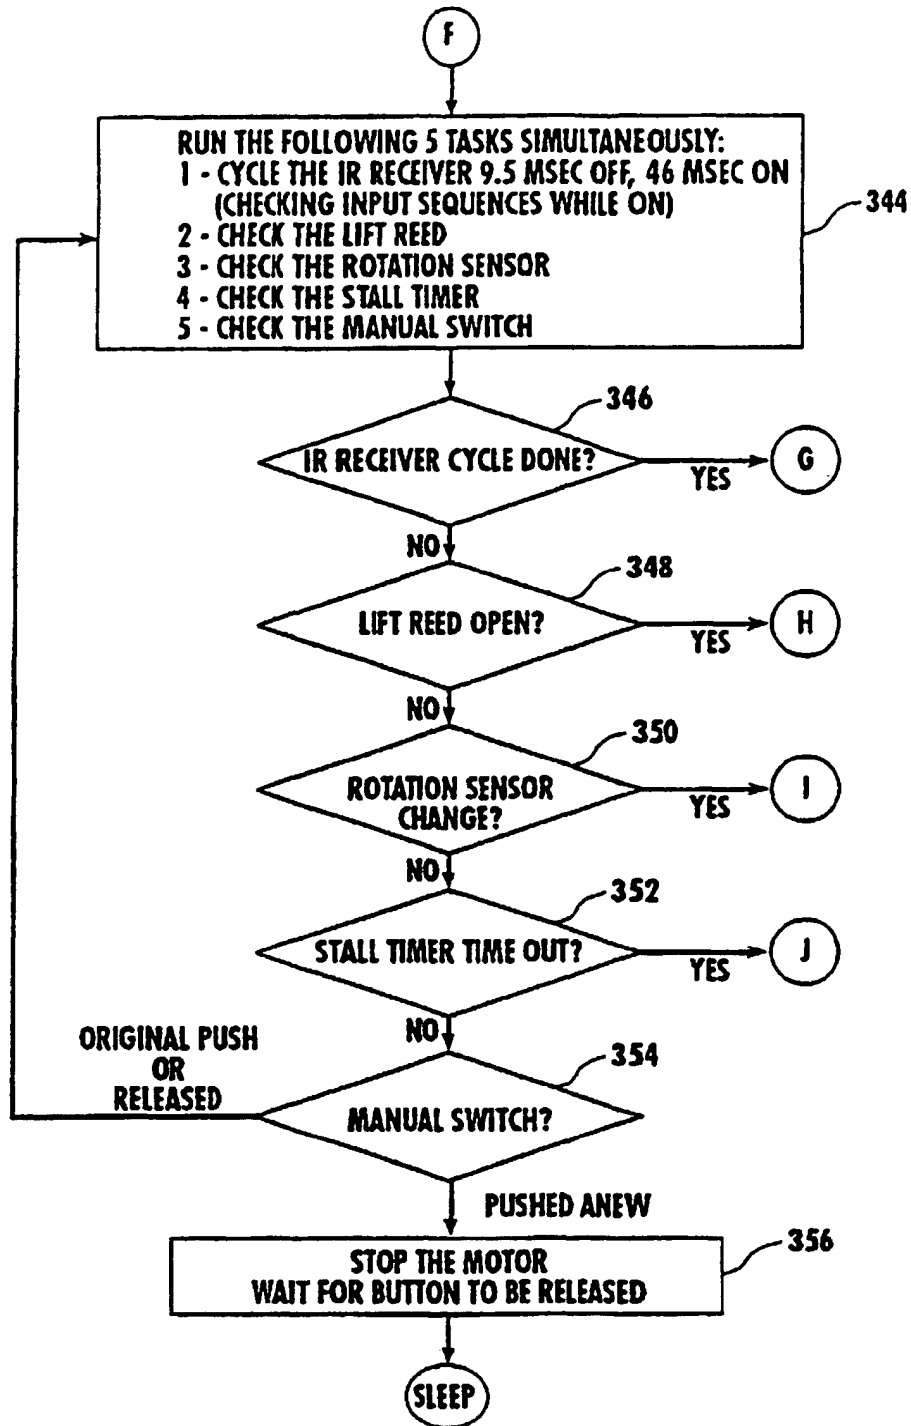 F
RUN THE FOLLOWING 5 TASKS SIMULTANEOUSLY:
1 - CYCLE THE IR RECEIVER 9.5 MSEC OFF, 46 MSEC ON
(CHECKING INPUT SEQUENCES WHILE ON)
2 - CHECK THE LIFT REED
3 - CHECK THE ROTATION SENSOR
4 - CHECK THE STALL TIMER
5 - CHECK THE MANUAL SWITCH
344
346
IR RECEIVER CYCLE DONE?
YES
G
NO
348
LIFT REED OPEN?
YES
H
NO
350
ROTATION SENSOR
CHANGE?
YES
I
NO
352
STALL TIMER TIME OUT?
YES
J
NO
354
ORIGINAL PUSH
OR
RELEASED
MANUAL SWITCH?
PUSHED ANEW
356
STOP THE MOTOR
WAIT FOR BUTTON TO BE RELEASED
SLEEP